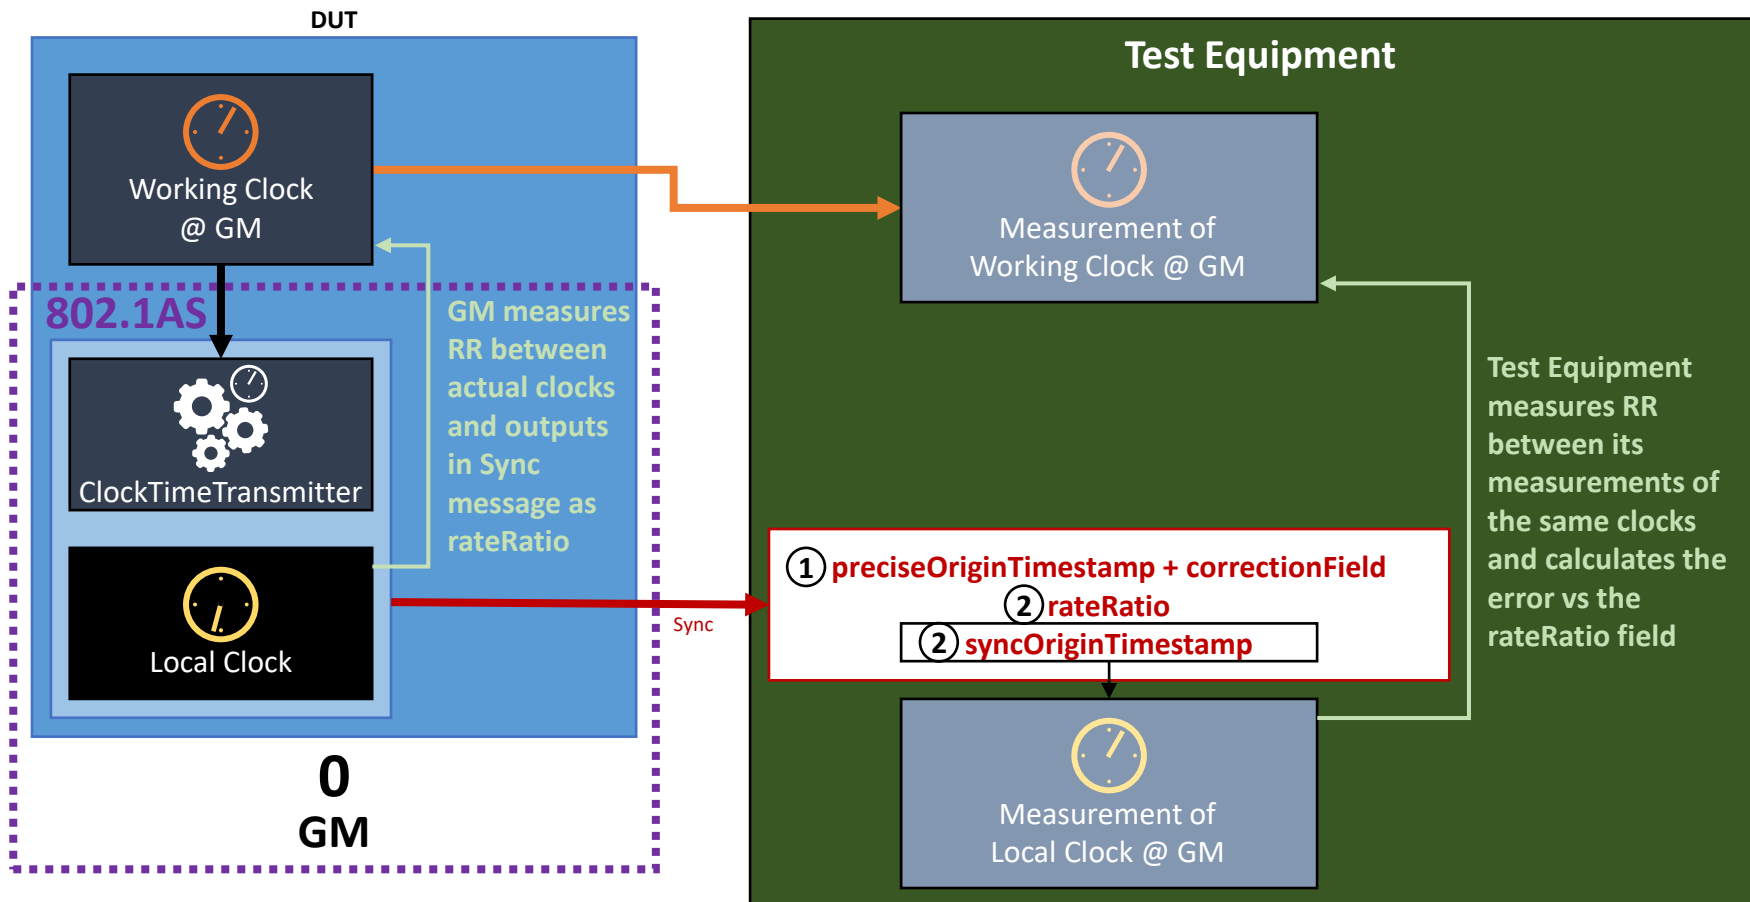 DUT
Working Clock
@ GM
802.1AS
GM measures
RR between
actual clocks
and outputs
in Sync
message as
rateRatio
ClockTimeTransmitter
Local Clock
0
GM
Sync
Test Equipment
Measurement of
Working Clock @ GM
1 preciseOriginTimestamp + correctionField
2 rateRatio
2 syncOriginTimestamp
Measurement of
Local Clock @ GM
Test Equipment
measures RR
between its
measurements of
the same clocks
and calculates the
error vs the
rateRatio field